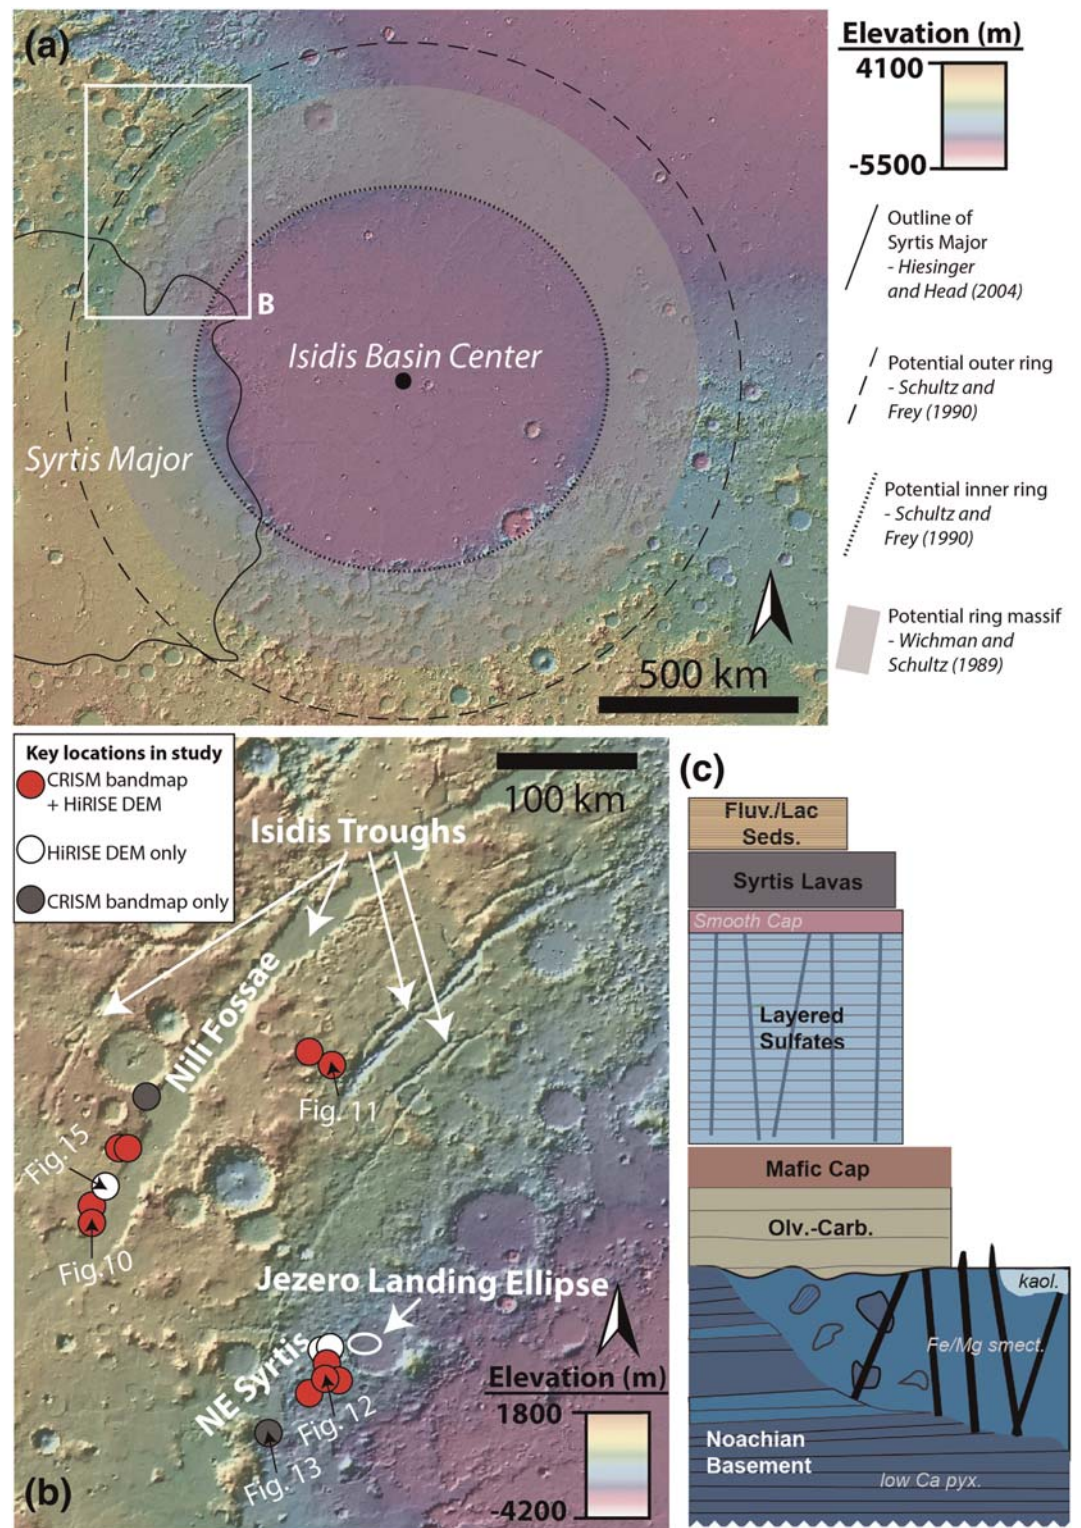 (a)
B
Isidis Basin Center
Syrtis Major
500 km
Elevation (m)
4100
-5500
Outline of
Syrtis Major
- Hiesinger
and Head (2004)
Potential outer ring
- Schultz and
Frey (1990)
Potential inner ring
- Schultz and
Frey (1990)
Potential ring massif
- Wichman and
Schultz (1989)
Key locations in study
CRISM bandmap
+ HiRISE DEM
HiRISE DEM only
CRISM bandmap only
100 km
Isidis Troughs
Nili Fossae
Fig. 11
Fig.15
Fig.10
Jezero Landing Ellipse
NE Syrtis
Fig. 12
Fig. 13
Elevation (m)
1800
-4200
(b)
(c)
Fluv./Lac
Seds.
Syrtis Lavas
Smooth Cap
Layered
Sulfates
Mafic Cap
Olv.-Carb.
kaol.
Fe/Mg smect.
Noachian
Basement
low Ca pyx.